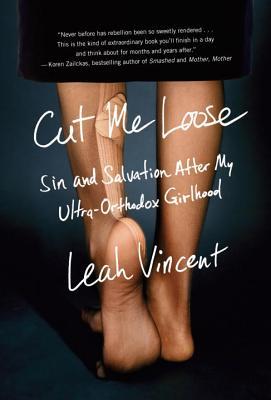 "Never before has rebellion been so sweetly rendered . . .
This is the kind of extraordinary book you'll finish in a day
and think about for months and years after."
— Koren Zailckas, bestselling author of Smashed and Mother, Mother
Cut Me Loose
Sin and Salvation After My
Ultra-Orthodox Girlhood
Leah Vincent